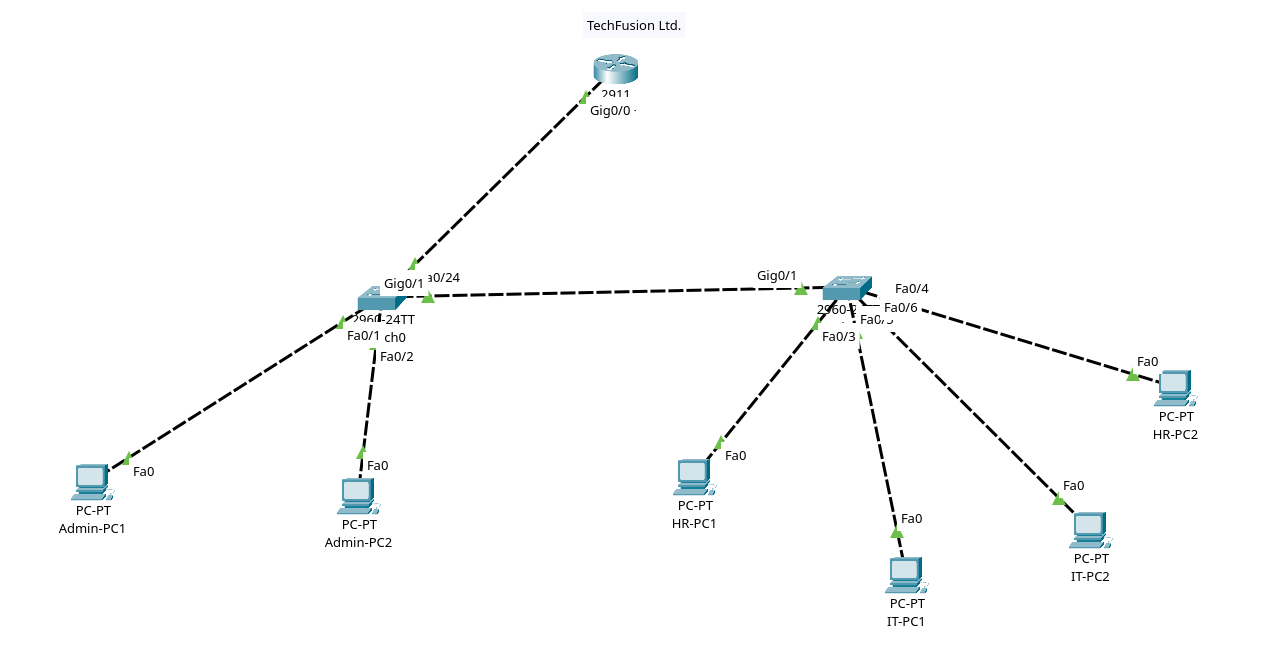 TechFusion Ltd.
2911
Gig0/0
Gig0/1
a0/24
Gig0/1
Fa0/4
Fa0/6
2960-24TT
ch0
Fa0/1
Fa0/2
Fa0/3
Fa0
Fa0
PC-PT
HR-PC2
Fa0
PC-PT
Admin-PC1
Fa0
PC-PT
Admin-PC2
Fa0
PC-PT
HR-PC1
Fa0
PC-PT
IT-PC2
Fa0
PC-PT
IT-PC1